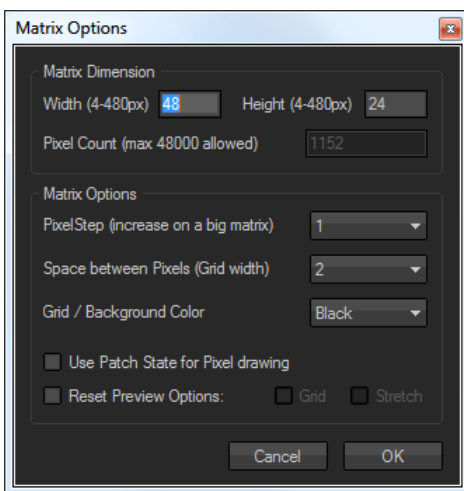 Matrix Options
Matrix Dimension
Width (4-480px) 48 Height (4-480px) 24
Pixel Count (max 48000 allowed) 1152
Matrix Options
PixelStep (increase on a big matrix) 1
Space between Pixels (Grid width) 2
Grid / Background Color Black
Use Patch State for Pixel drawing
Reset Preview Options: Grid Stretch
Cancel OK